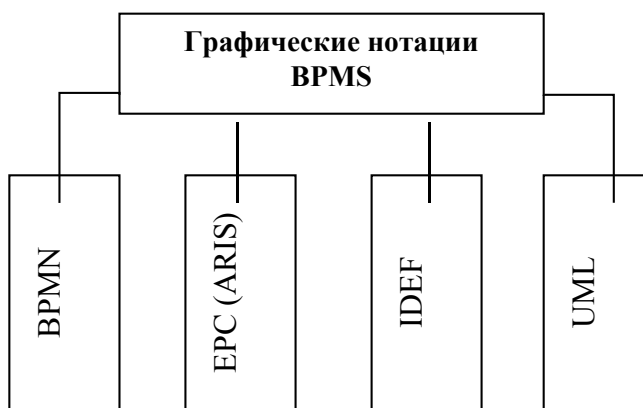 Графические нотации
BPMS
BPMN
EPC (ARIS)
IDEF
UML